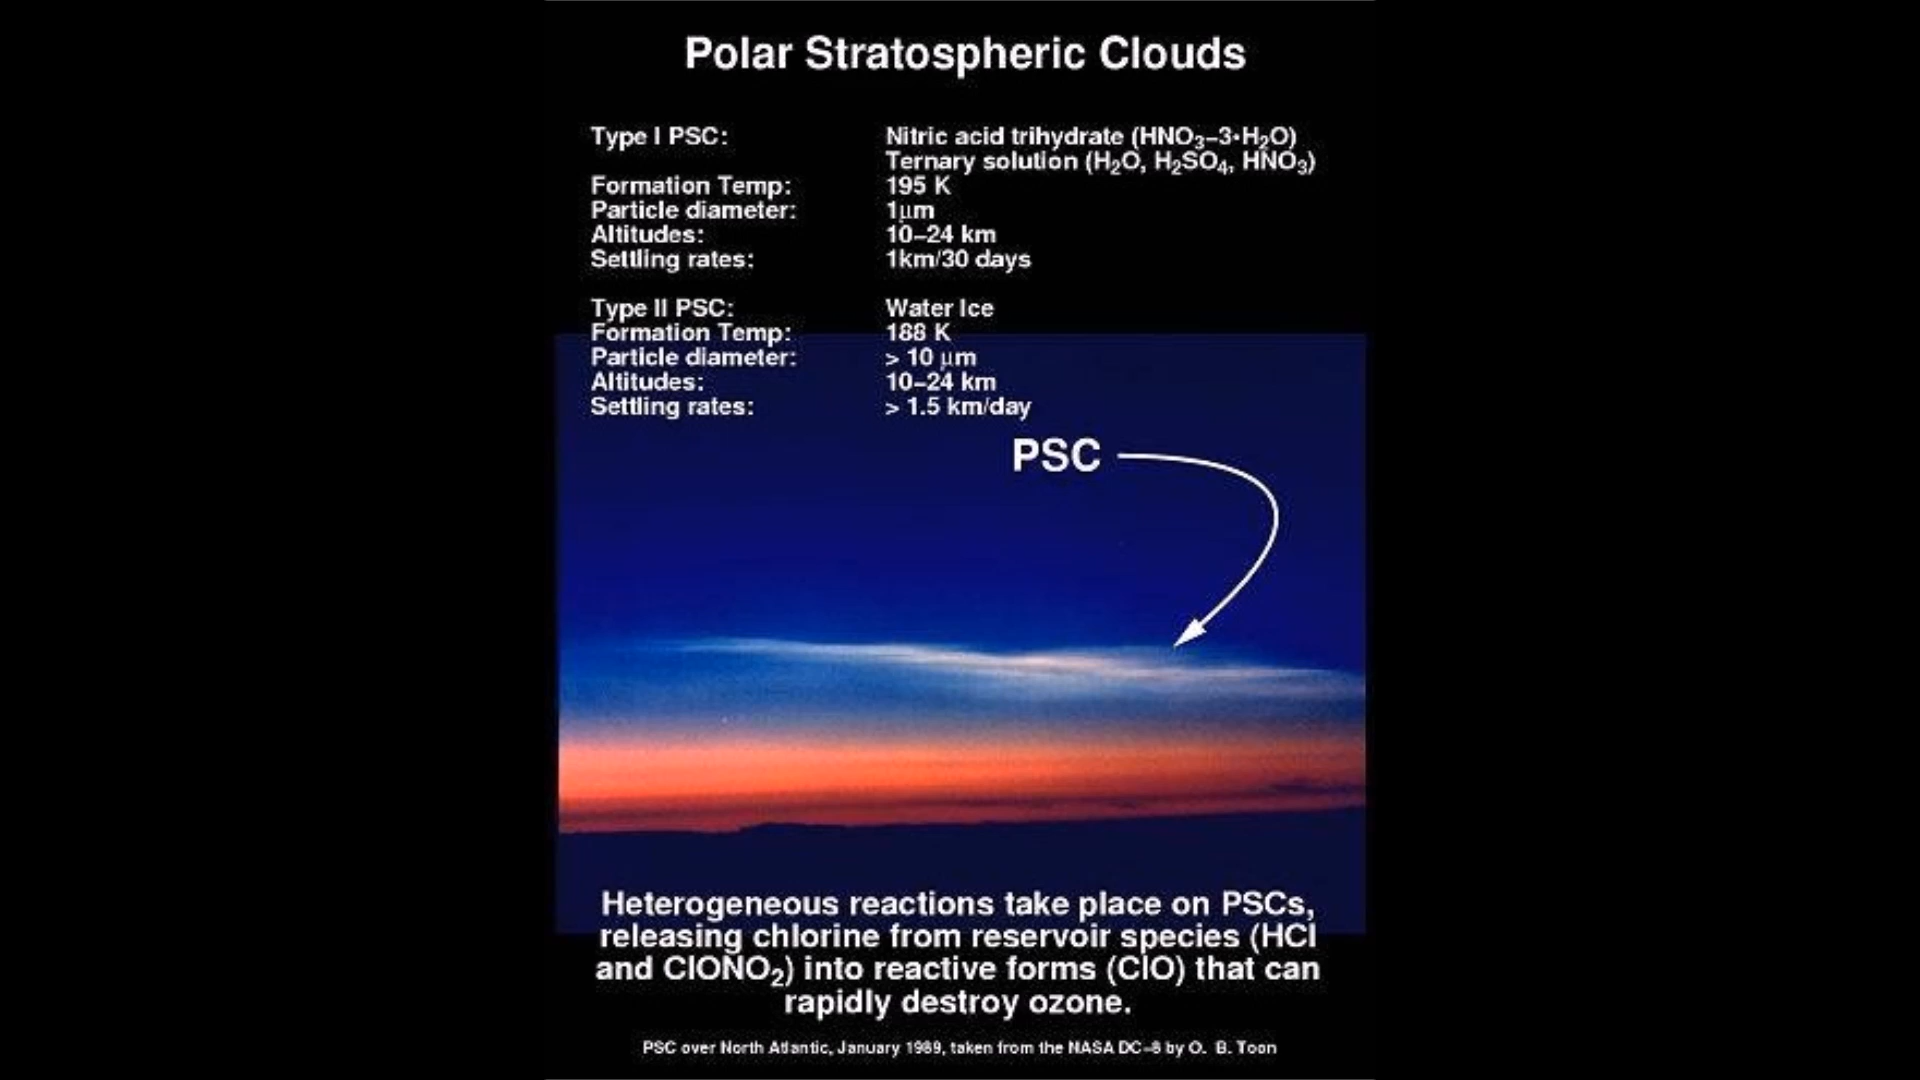 Polar Stratospheric Clouds
Type I PSC: Nitric acid trihydrate (HNO₃–3•H₂O)
Ternary solution (H₂O, H₂SO₄, HNO₃)
Formation Temp: 195 K
Particle diameter: 1µm
Altitudes: 10–24 km
Settling rates: 1km/30 days
Type II PSC: Water Ice
Formation Temp: 188 K
Particle diameter: > 10 µm
Altitudes: 10–24 km
Settling rates: > 1.5 km/day
PSC
Heterogeneous reactions take place on PSCs,
releasing chlorine from reservoir species (HCl
and ClONO₂) into reactive forms (ClO) that can
rapidly destroy ozone.
PSC over North Atlantic, January 1989, taken from the NASA DC–8 by O. B. Toon